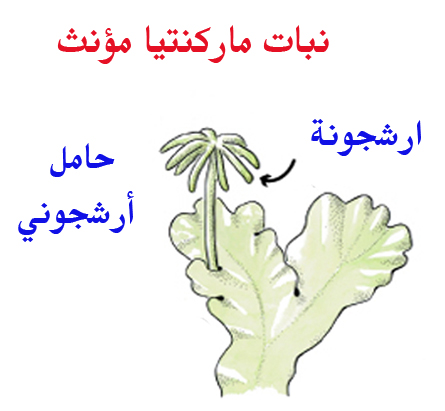 نبات ماركنتيا مؤنث
ارشجونة
حامل
أرشجوني